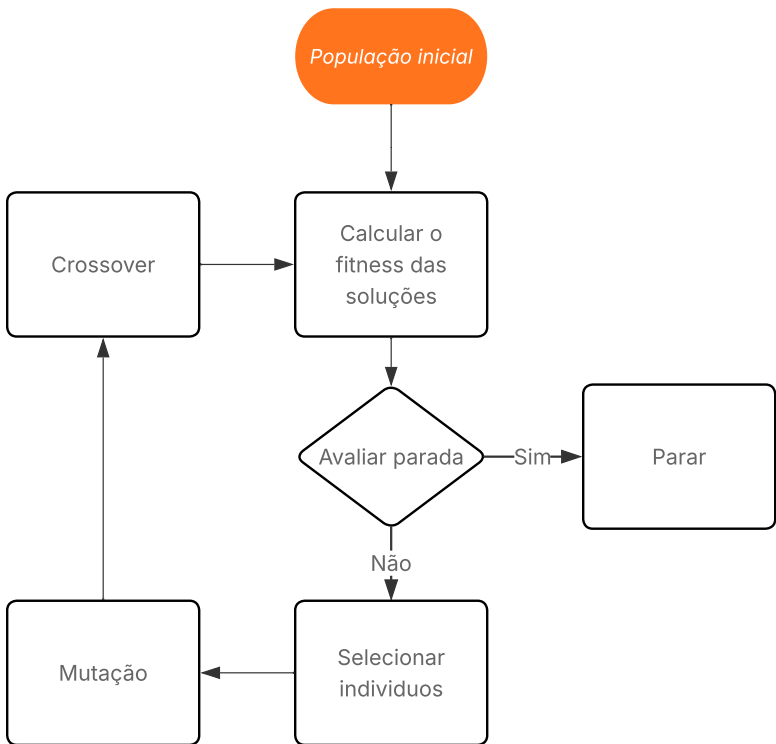 População inicial
Crossover
Calcular o
fitness das
soluções
Avaliar parada
Sim
Parar
Não
Mutação
Selecionar
individuos